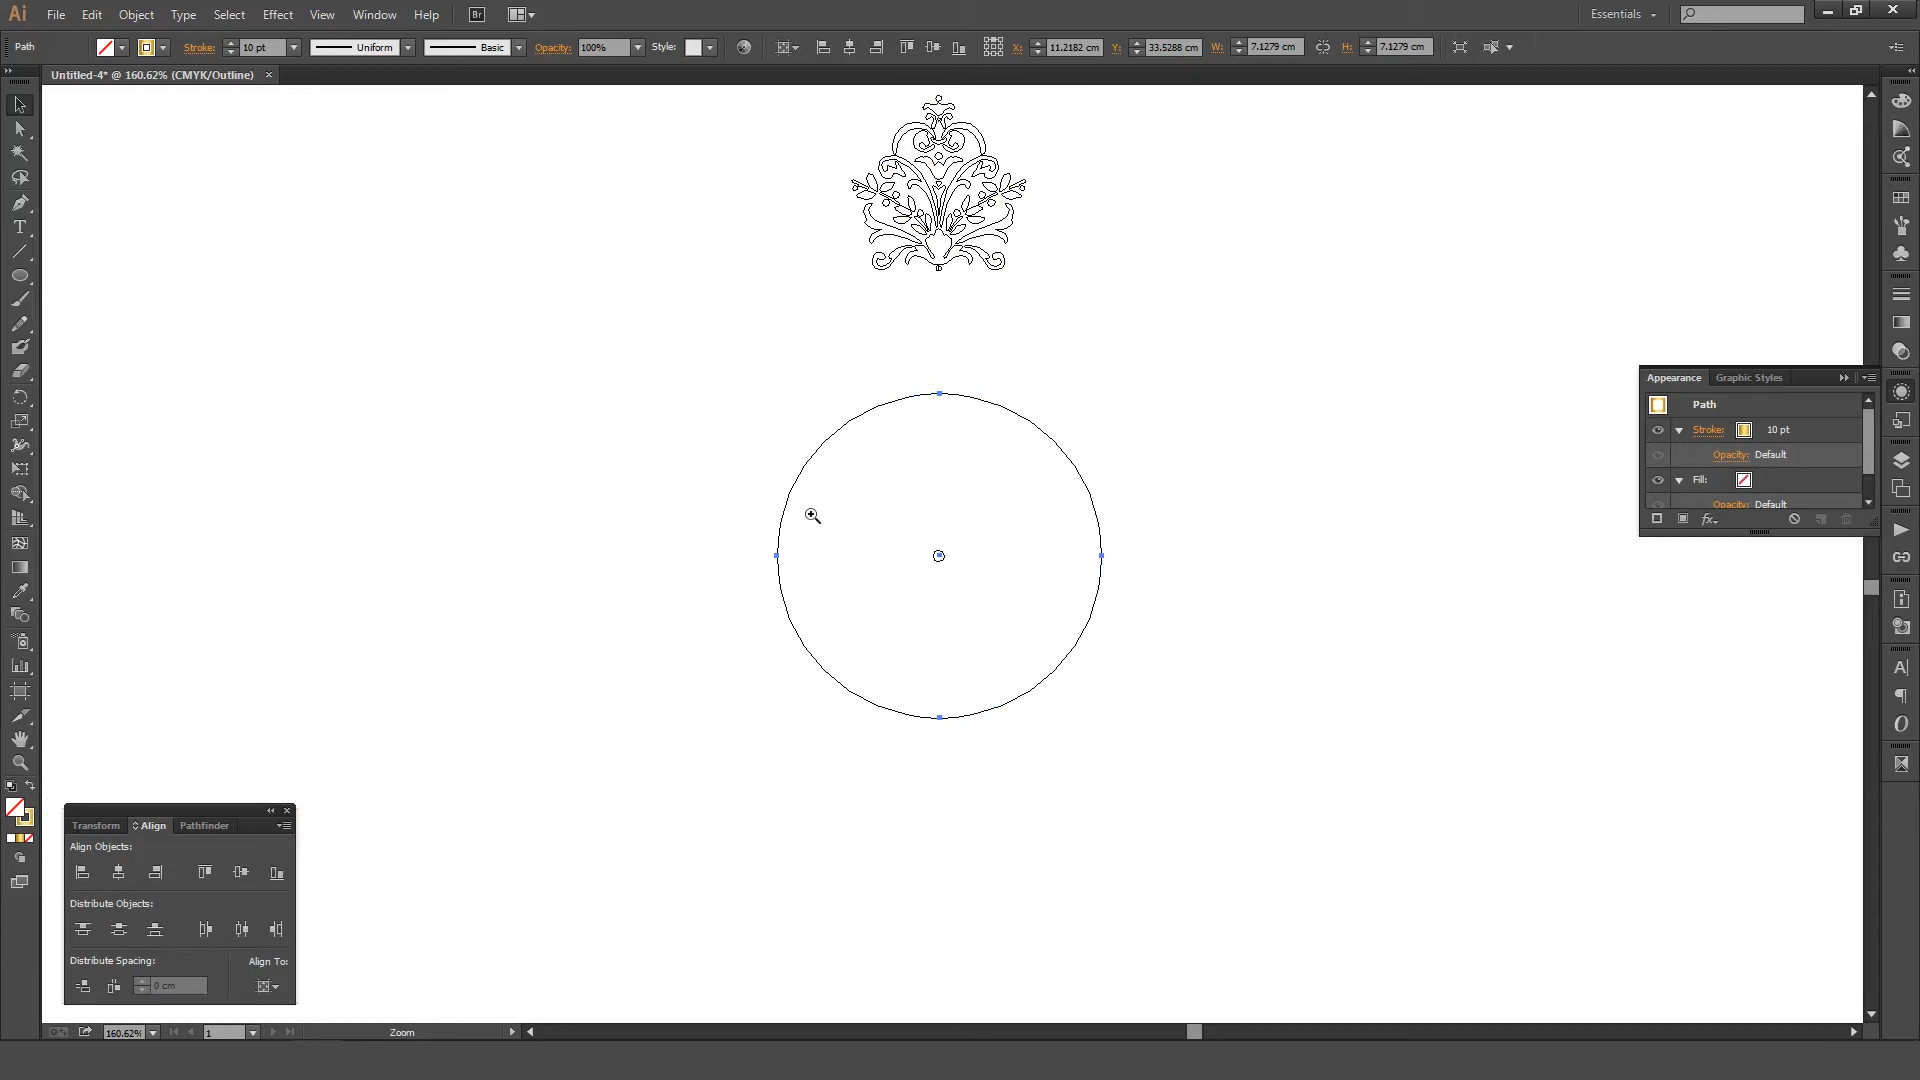 Ai File Edit Object Type Select Effect View Window Help Br Essentials
Path Stroke: 10 pt Uniform Basic Opacity: 100% Style: X: 11.2182 cm Y: 33.5288 cm W: 7.1279 cm H: 7.1279 cm
Untitled-4* @ 160.62% (CMYK/Outline)
Appearance Graphic Styles
Path
Stroke: 10 pt
Opacity: Default
Fill:
Opacity: Default
fx
Transform Align Pathfinder
Align Objects:
Distribute Objects:
Distribute Spacing: Align To:
0 cm
160.62% 1 Zoom